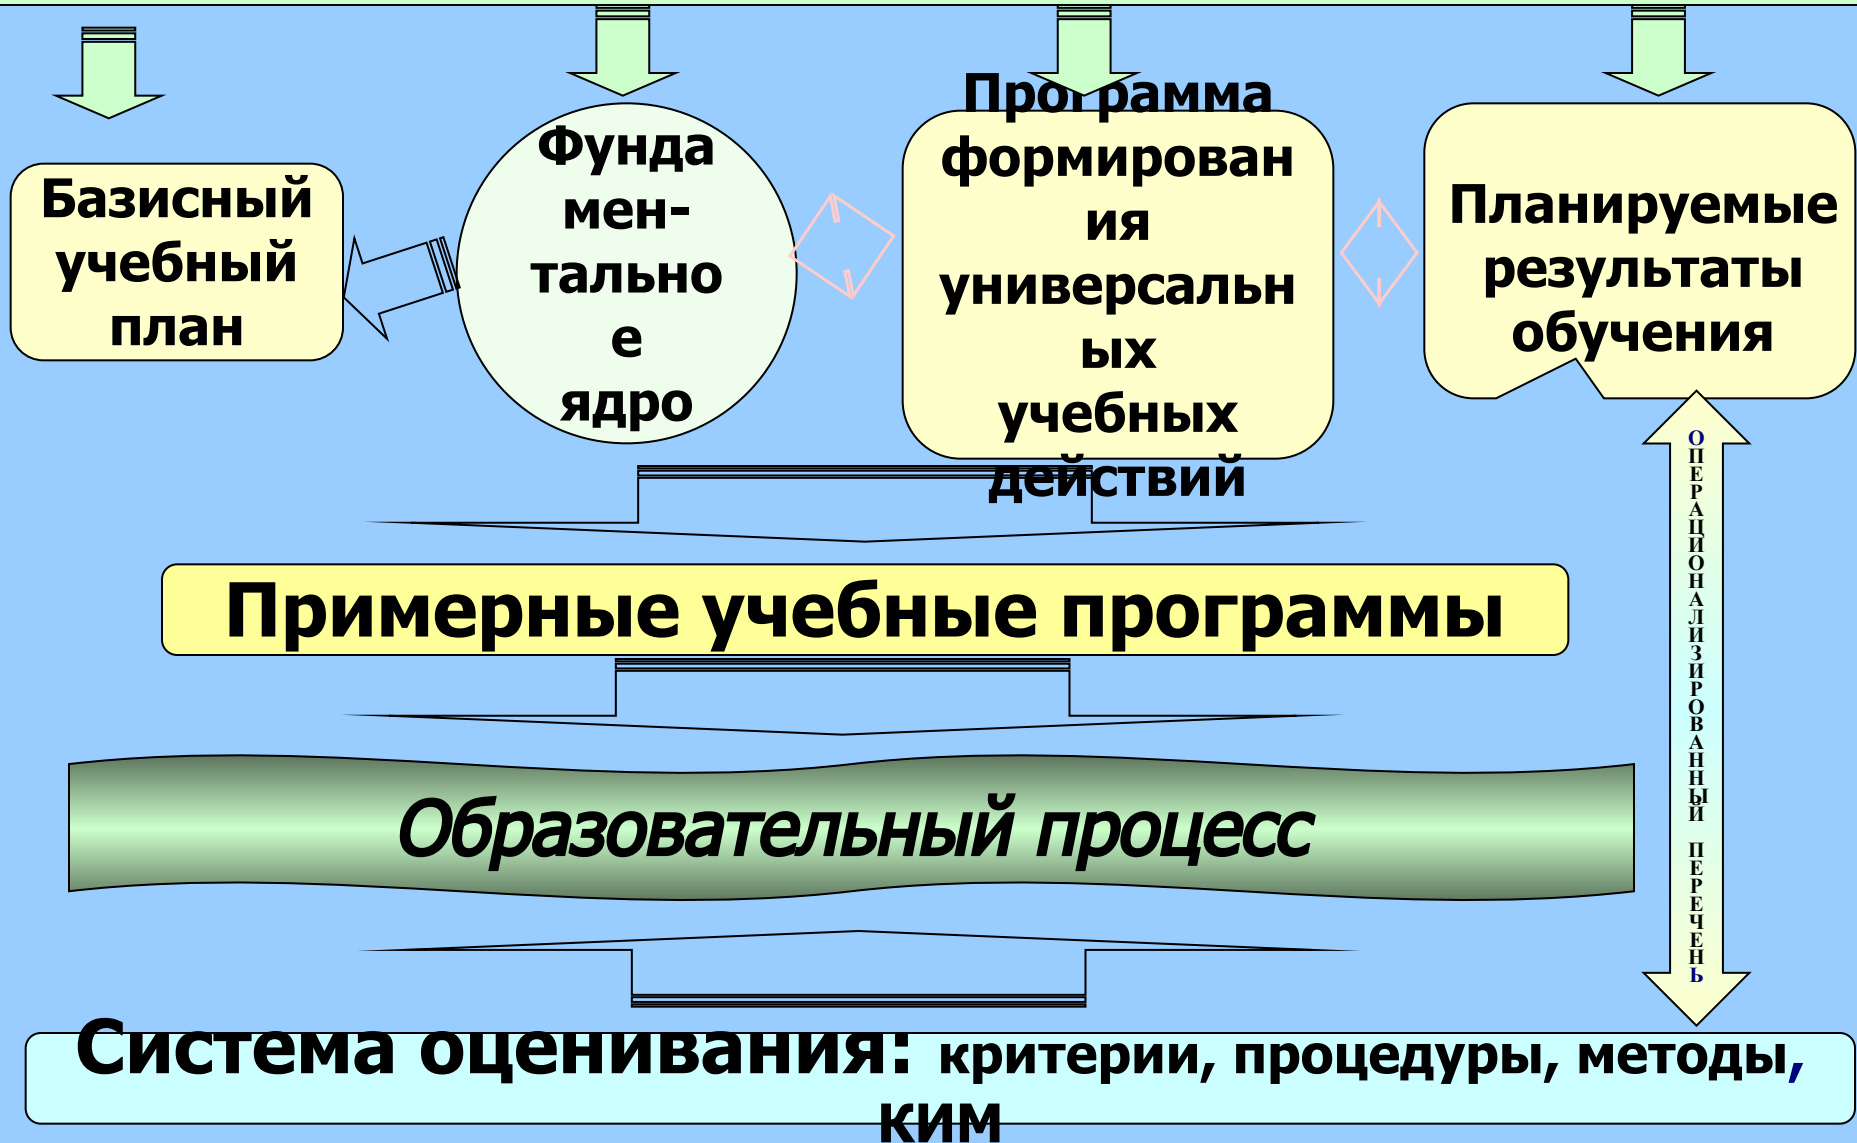 Базисный
учебный
план
Фунда
мен-
тально
е
ядро
Программа
формирован
ия
универсальн
ых
учебных
действий
Планируемые
результаты
обучения
ОПЕРАЦИОНАЛИЗИРОВАННЫЙ ПЕРЕЧЕНЬ
Примерные учебные программы
Образовательный процесс
Система оценивания: критерии, процедуры, методы,
КИМ